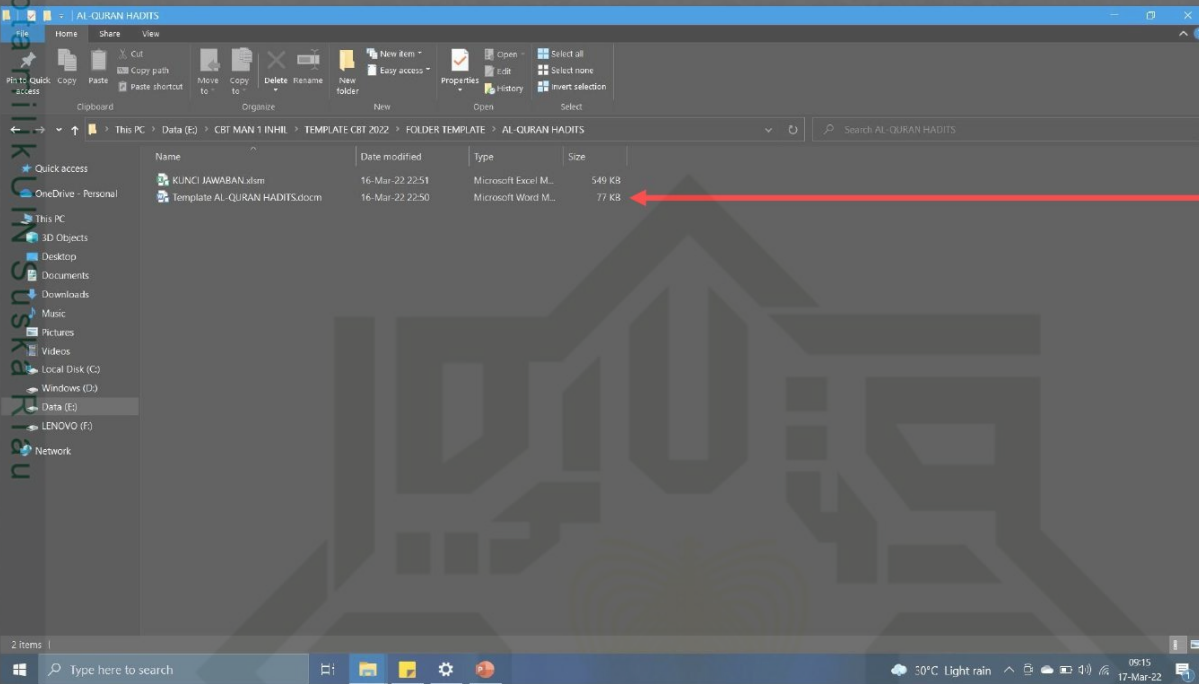 AL-QURAN HADITS
File Home Share View
Pin to Quick access
Copy
Paste
Cut
Copy path
Paste shortcut
Clipboard
Move to
Copy to
Delete
Rename
Organize
New folder
New item
Easy access
New
Properties
Open
Edit
History
Open
Select all
Select none
Invert selection
Select
This PC > Data (E:) > CBT MAN 1 INHIL > TEMPLATE CBT 2022 > FOLDER TEMPLATE > AL-QURAN HADITS
Search AL-QURAN HADITS
Name Date modified Type Size
KUNCI JAWABAN.xlsm 16-Mar-22 22:51 Microsoft Excel M... 549 KB
Template AL-QURAN HADITS.docm 16-Mar-22 22:50 Microsoft Word M... 77 KB
Quick access
OneDrive - Personal
This PC
3D Objects
Desktop
Documents
Downloads
Music
Pictures
Videos
Local Disk (C:)
Windows (D:)
Data (E:)
LENOVO (F:)
Network
milik UIN Suska Riau
2 items
Type here to search
30°C Light rain
09:15
17-Mar-22